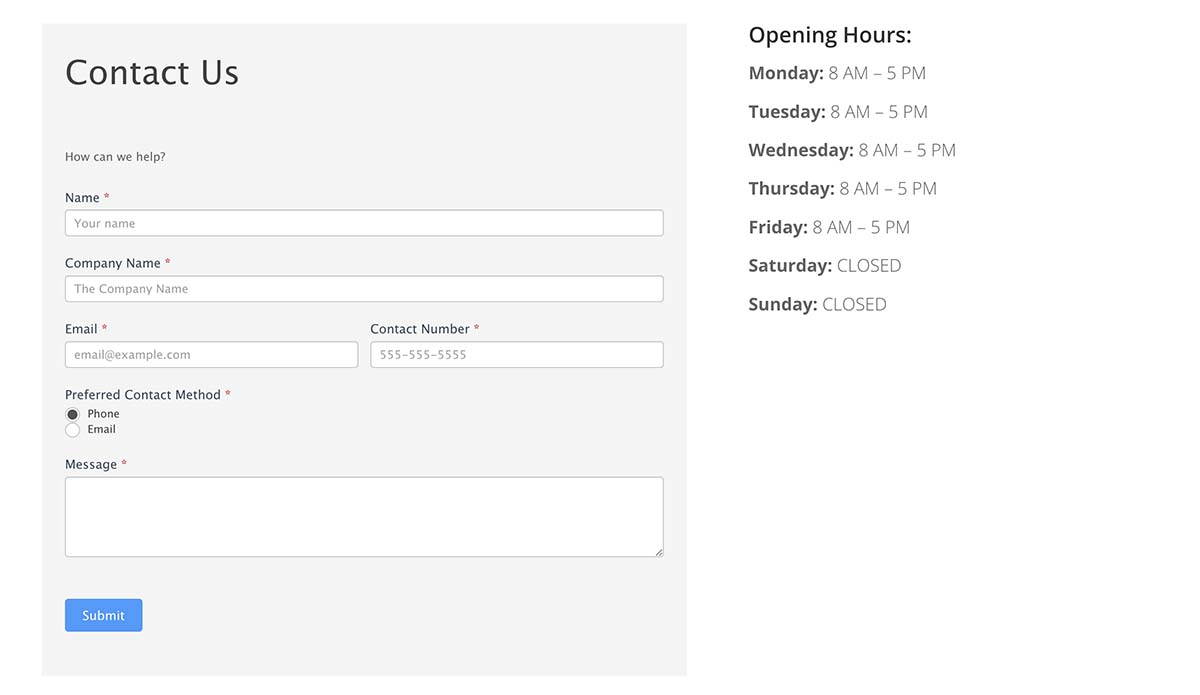 Contact Us
How can we help?
Name *
Your name
Company Name *
The Company Name
Email *
email@example.com
Contact Number *
555-555-5555
Preferred Contact Method *
Phone
Email
Message *
Submit
Opening Hours:
Monday: 8 AM – 5 PM
Tuesday: 8 AM – 5 PM
Wednesday: 8 AM – 5 PM
Thursday: 8 AM – 5 PM
Friday: 8 AM – 5 PM
Saturday: CLOSED
Sunday: CLOSED